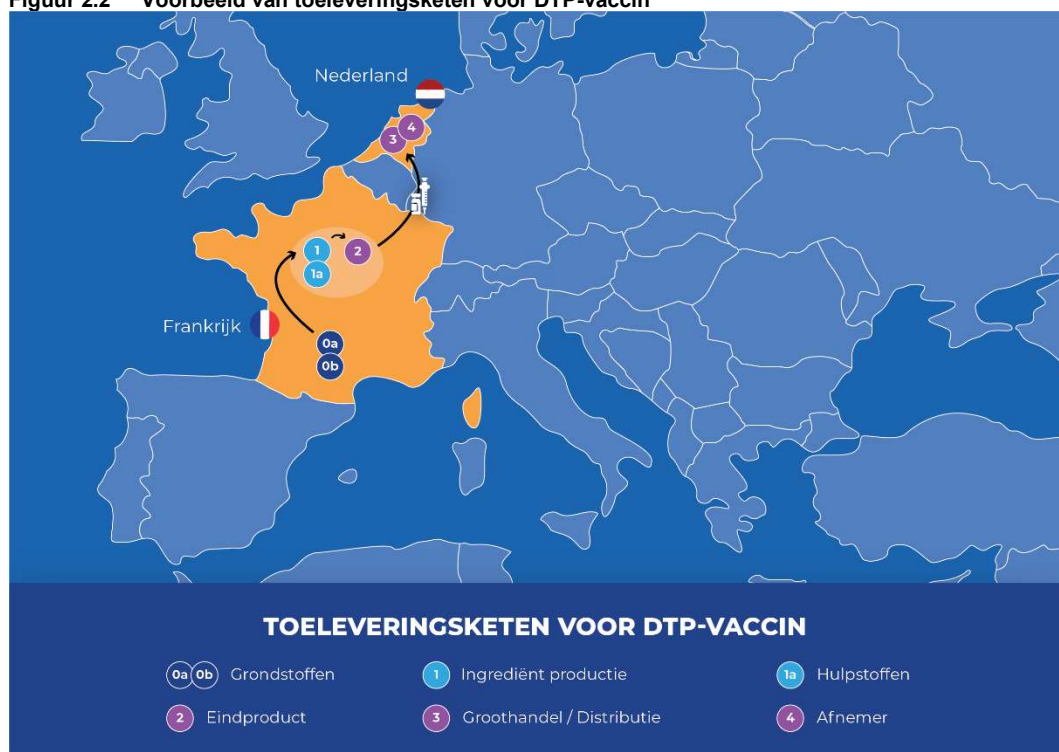 Figuur 2.2 Voorbeeld van toeleveringsketen voor DTP-vaccin
Nederland
4
3
1
2
1a
Frankrijk
0a
0b
TOELEVERINGSKETEN VOOR DTP-VACCIN
0a 0b Grondstoffen
1 Ingrediënt productie
1a Hulpstoffen
2 Eindproduct
3 Groothandel / Distributie
4 Afnemer